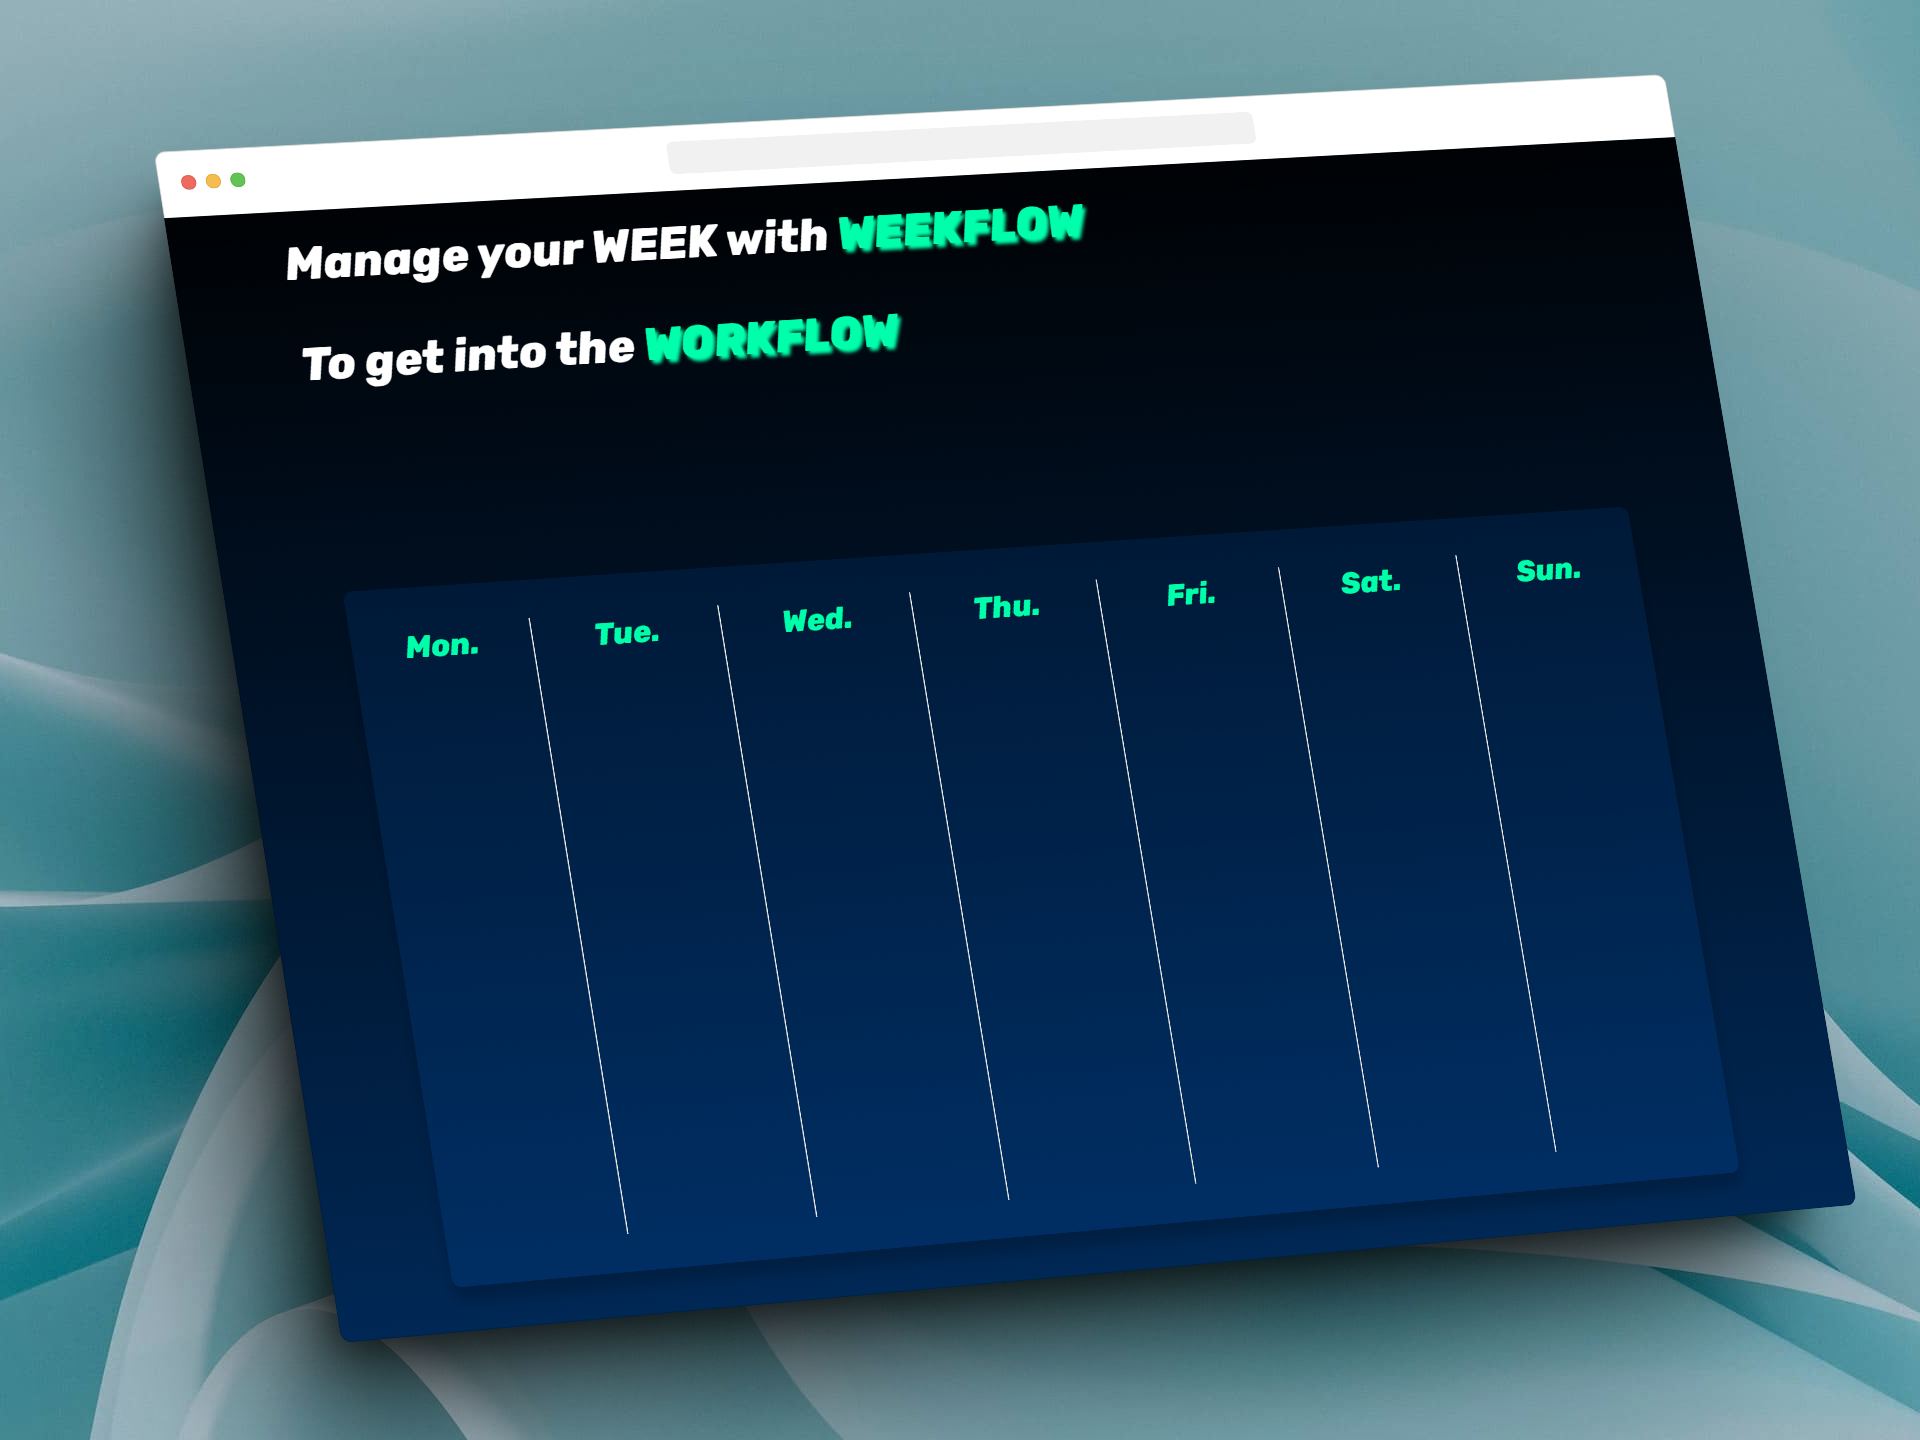 Manage your WEEK with WEEKFLOW
To get into the WORKFLOW
Mon. Tue. Wed. Thu. Fri. Sat. Sun.